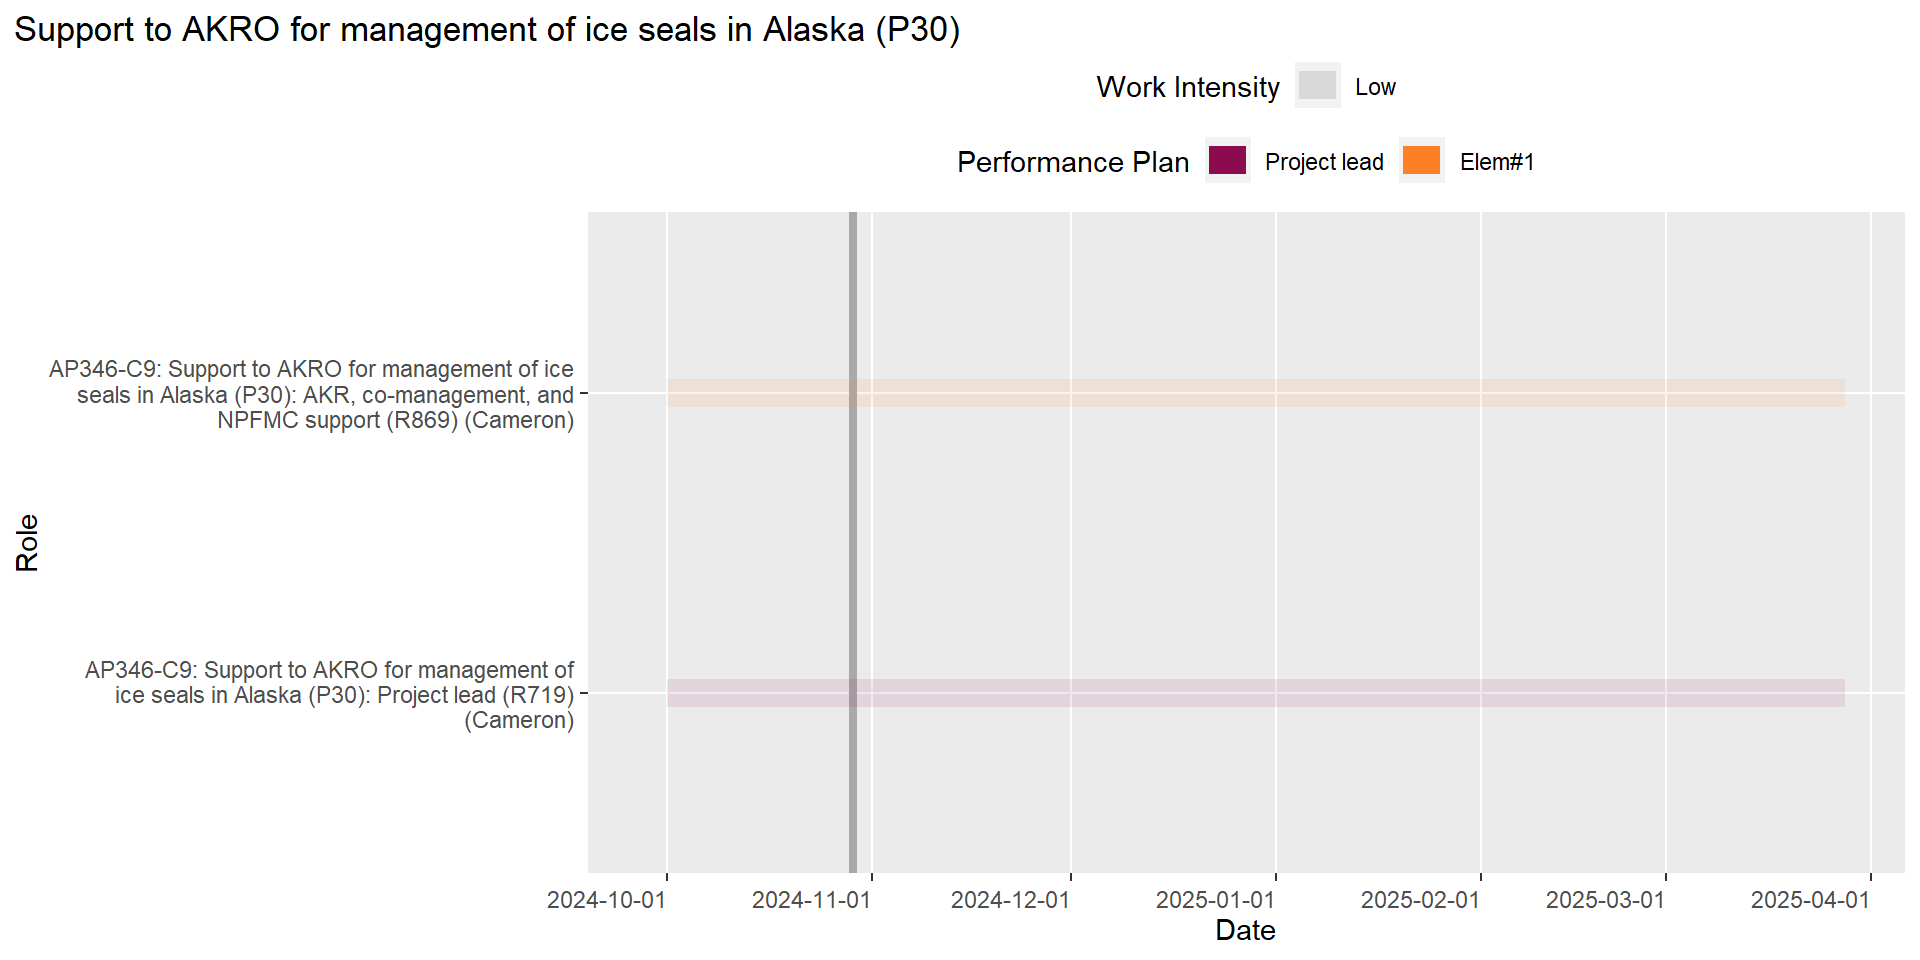 Support to AKRO for management of ice seals in Alaska (P30)
Work Intensity Low
Performance Plan Project lead Elem#1
AP346-C9: Support to AKRO for management of ice
seals in Alaska (P30): AKR, co-management, and
NPFMC support (R869) (Cameron)
Role
AP346-C9: Support to AKRO for management of
ice seals in Alaska (P30): Project lead (R719)
(Cameron)
2024-10-01 2024-11-01 2024-12-01 2025-01-01 2025-02-01 2025-03-01 2025-04-01
Date